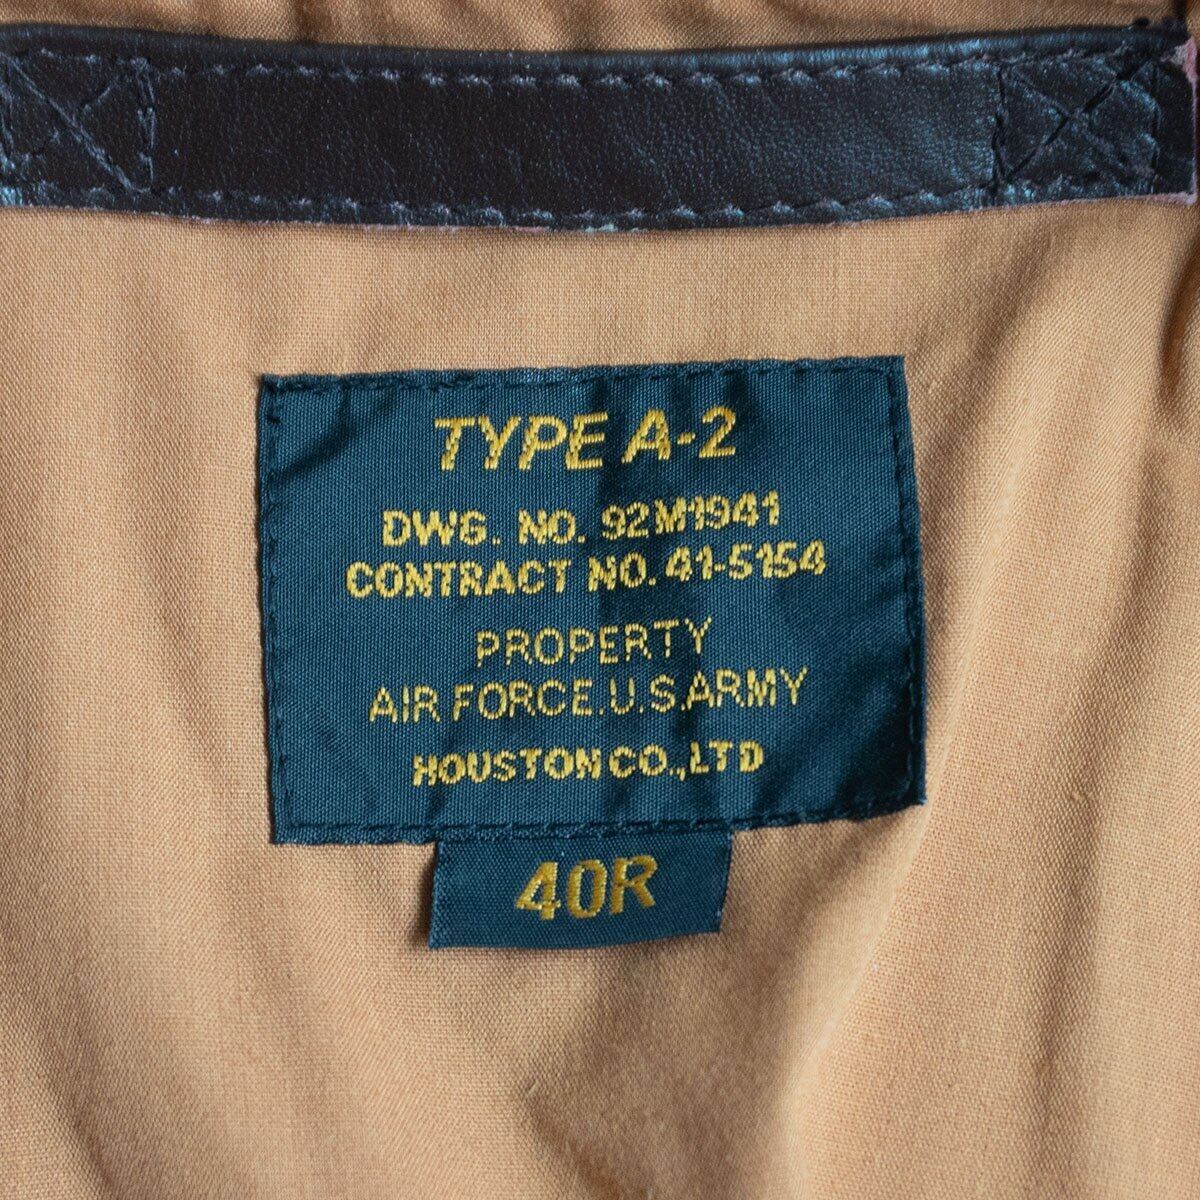 TYPE A-2
DWG. NO. 92M1941
CONTRACT NO. 41-5154
PROPERTY
AIR FORCE.U.S.ARMY
HOUSTON CO.,LTD
40R